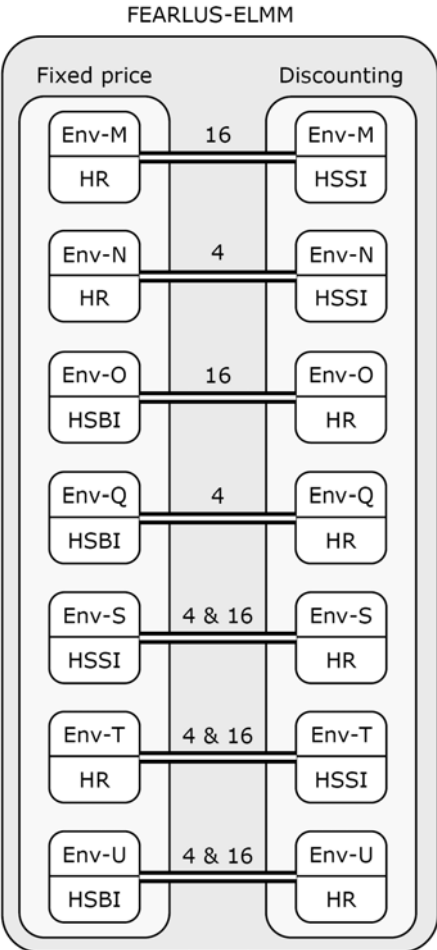 FEARLUS-ELMM
Fixed price Discounting
Env-M 16 Env-M
HR HSSI
Env-N 4 Env-N
HR HSSI
Env-O 16 Env-O
HSBI HR
Env-Q 4 Env-Q
HSBI HR
Env-S 4 & 16 Env-S
HSSI HR
Env-T 4 & 16 Env-T
HR HSSI
Env-U 4 & 16 Env-U
HSBI HR